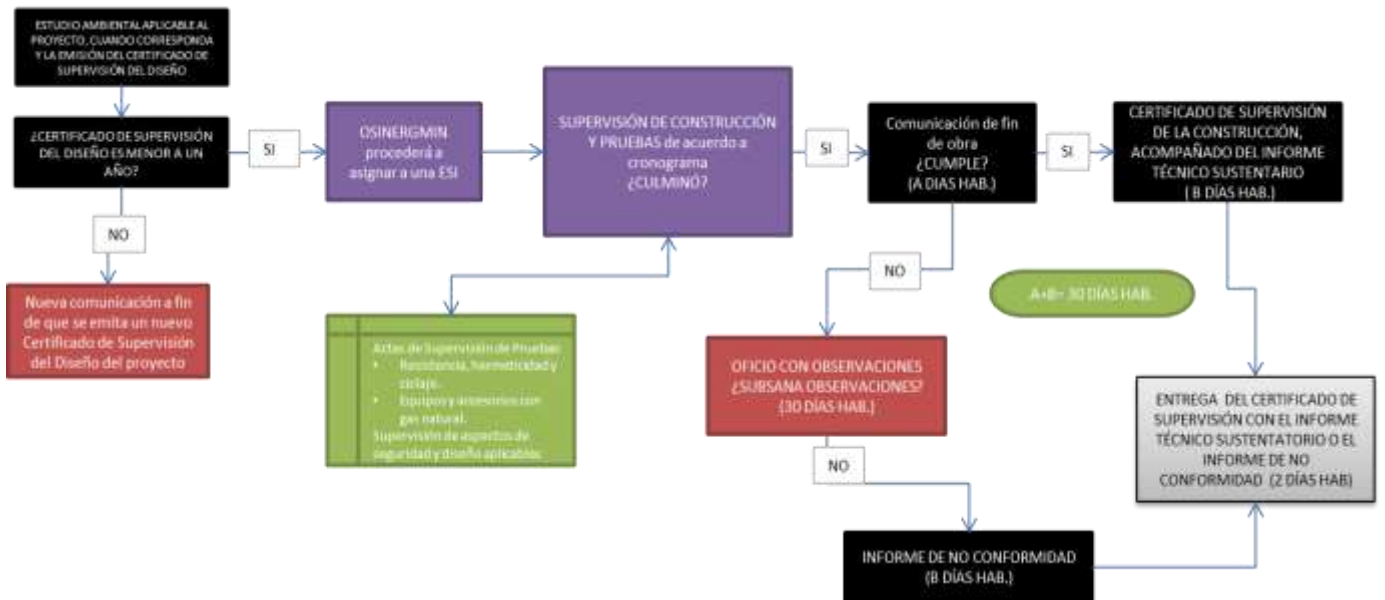 ESTUDIO AMBIENTAL APLICABLE AL
PROYECTO, CUANDO CORRESPONDA
Y LA EMISIÓN DEL CERTIFICADO DE
SUPERVISIÓN DEL DISEÑO
¿CERTIFICADO DE SUPERVISIÓN
DEL DISEÑO ES MENOR A UN
AÑO?
SI
NO
Nueva comunicación a fin
de que se emita un nuevo
Certificado de Supervisión
del Diseño del proyecto
OSINERGMIN
procederá a
asignar a una ESI
SUPERVISIÓN DE CONSTRUCCIÓN
Y PRUEBAS de acuerdo a
cronograma
¿CULMINÓ?
Actas de Supervisión de Pruebas
• Resistencia, hermeticidad y
ciclaje.
• Equipos y accesorios con
gas natural.
Supervisión de aspectos de
seguridad y diseño aplicables
SI
Comunicación de fin
de obra
¿CUMPLE?
(A DIAS HAB.)
SI
NO
CERTIFICADO DE SUPERVISIÓN
DE LA CONSTRUCCIÓN,
ACOMPAÑADO DEL INFORME
TÉCNICO SUSTENTARIO
( B DÍAS HAB.)
A+B= 30 DÍAS HAB.
OFICIO CON OBSERVACIONES
¿SUBSANA OBSERVACIONES?
(30 DÍAS HAB.)
NO
INFORME DE NO CONFORMIDAD
(B DÍAS HAB.)
ENTREGA DEL CERTIFICADO DE
SUPERVISIÓN CON EL INFORME
TÉCNICO SUSTENTATORIO O EL
INFORME DE NO
CONFORMIDAD (2 DÍAS HAB)